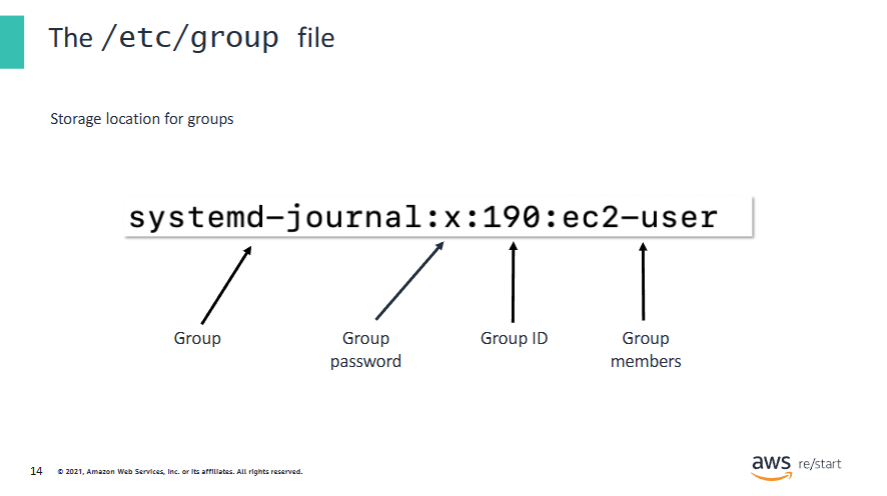 The /etc/group file
Storage location for groups
systemd-journal:x:190:ec2-user
Group
Group password
Group ID
Group members
14
© 2021, Amazon Web Services, Inc. or its affiliates. All rights reserved.
aws re/start